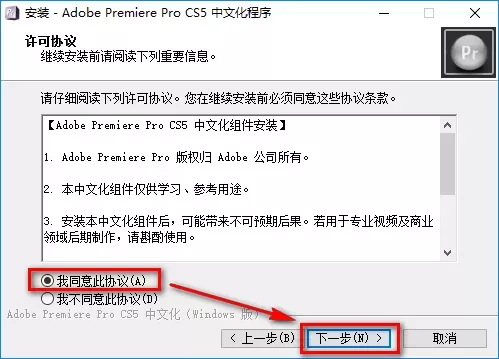 安装 - Adobe Premiere Pro CS5 中文化程序
许可协议
继续安装前请阅读下列重要信息。
Pr
请仔细阅读下列许可协议。您在继续安装前必须同意这些协议条款。
【Adobe Premiere Pro CS5 中文化组件安装】
1. Adobe Premiere Pro 版权归 Adobe 公司所有。
2. 本中文化组件仅供学习、参考用途。
3. 安装本中文化组件后，可能带来不可预期后果。若用于专业视频及商业
领域后期制作，请斟酌使用。
我同意此协议(A)
我不同意此协议(D)
Adobe Premiere Pro CS5 中文化 (Windows 版)
< 上一步(B)
下一步(N) >
取消